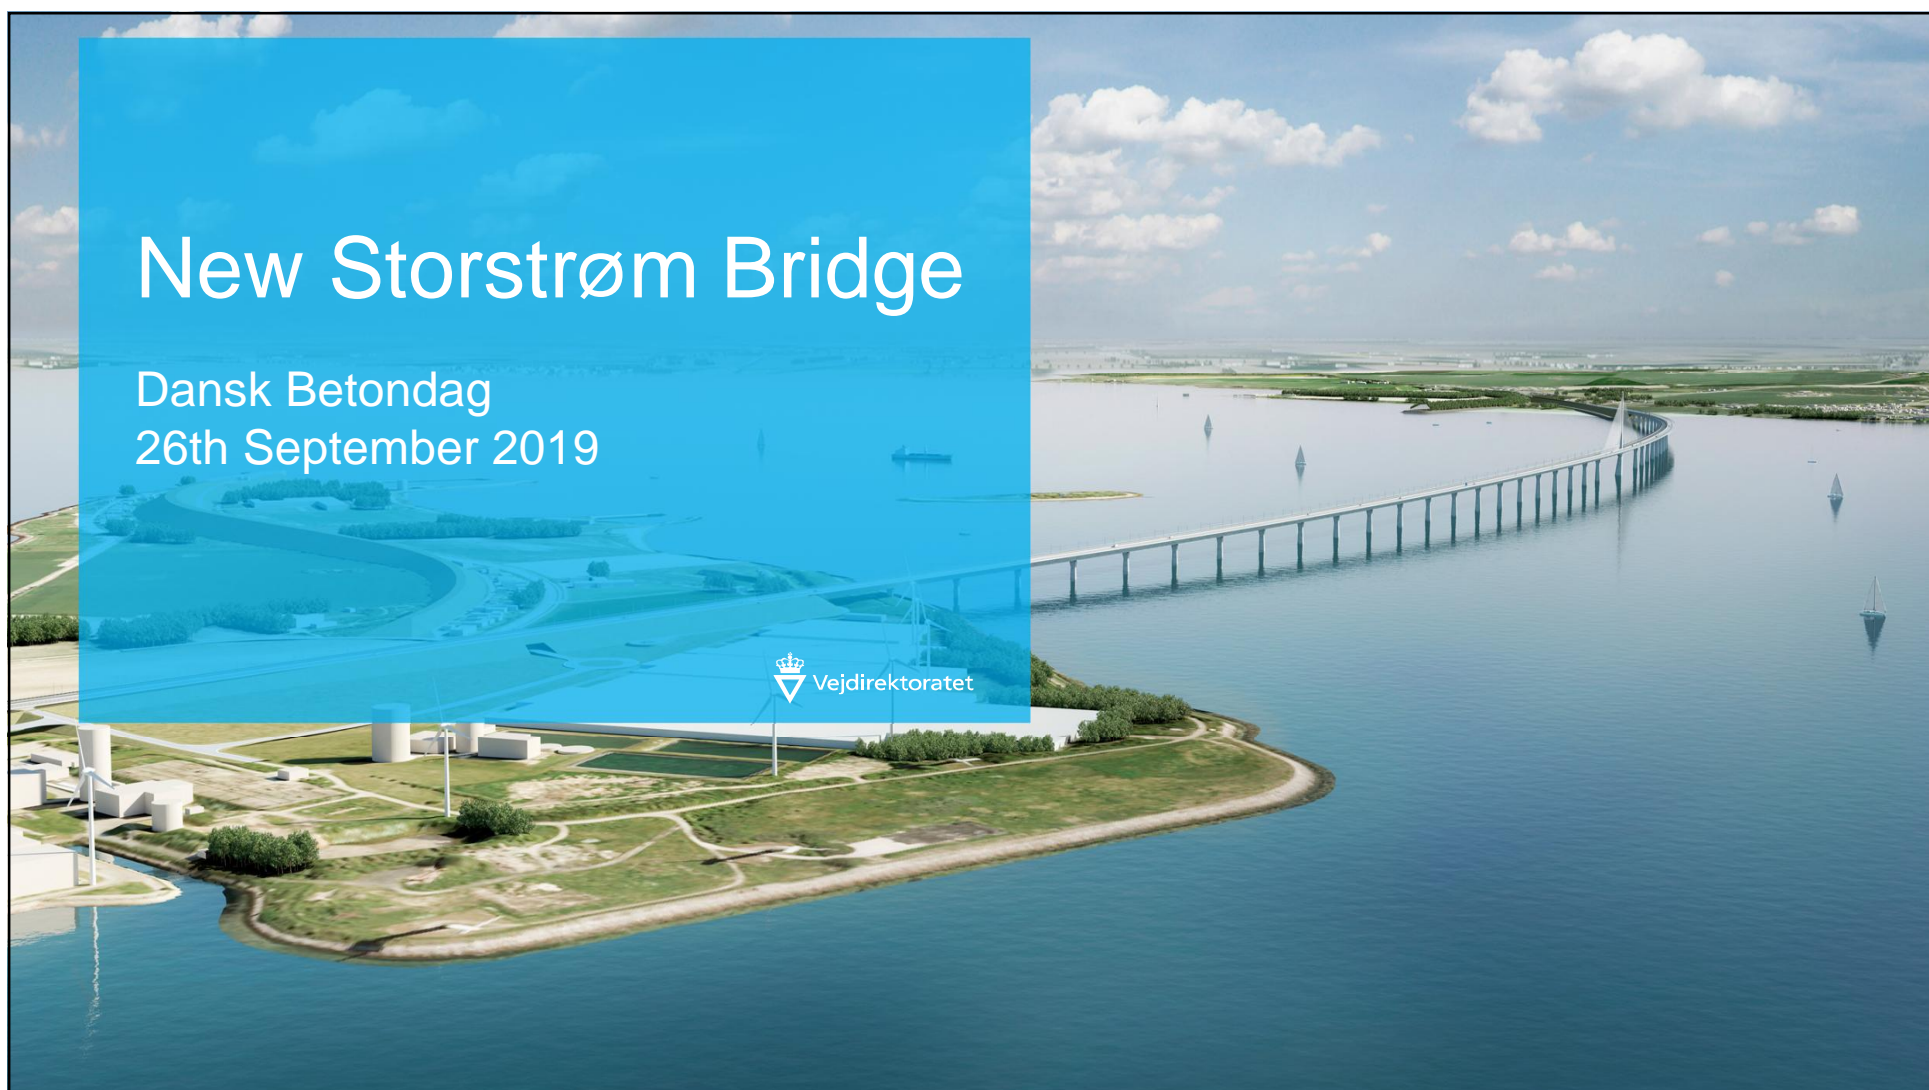 New Storstrøm Bridge
Dansk Betondag
26th September 2019
Vejdirektoratet